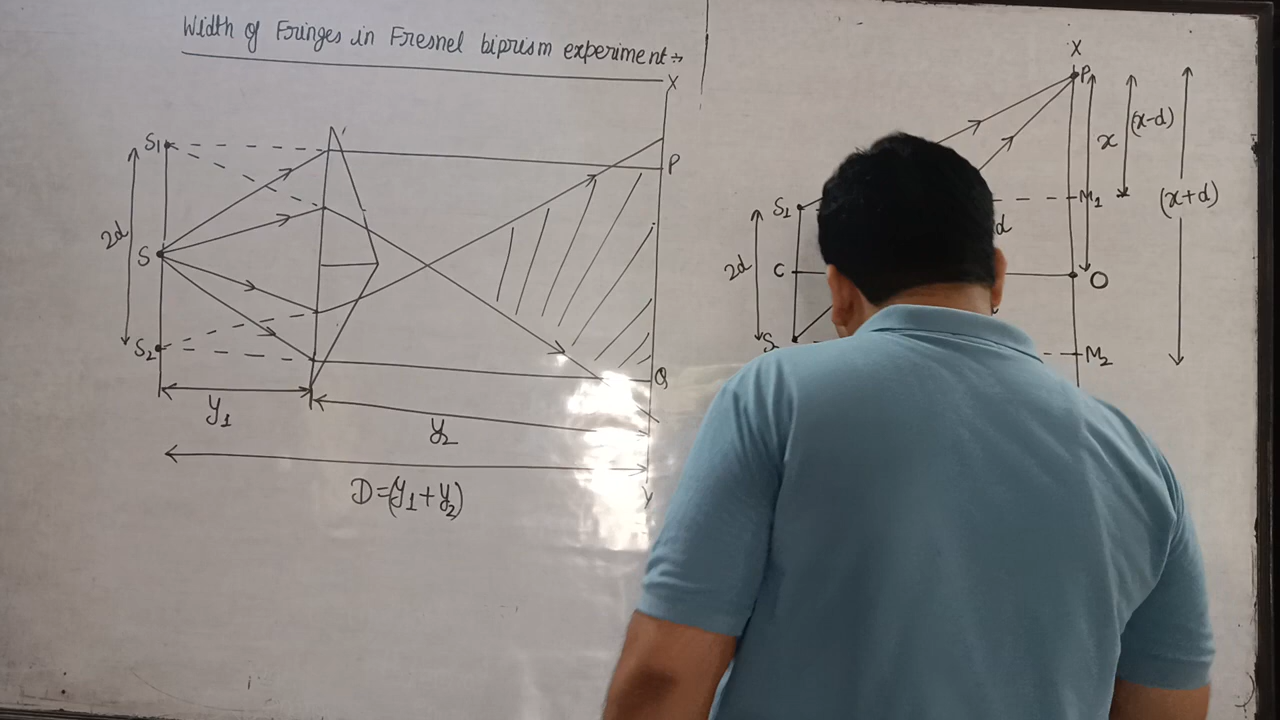 Width of Fringes in Fresnel biprism experiment:→
X
S1
P
2d
S
S2
Q
y1
y2
D=(y1+y2)
y
X
P
x
(x-d)
(x+d)
S1
M1
d
2d
C
O
S
M2